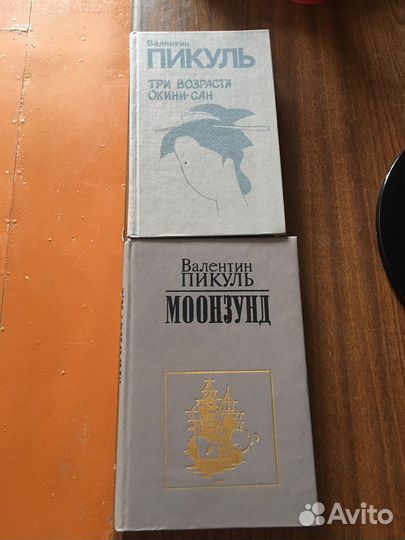 Валентин
ПИКУЛЬ
ТРИ ВОЗРАСТА
ОКИНИ-САН
Валентин
ПИКУЛЬ
МООНЗУНД
Avito